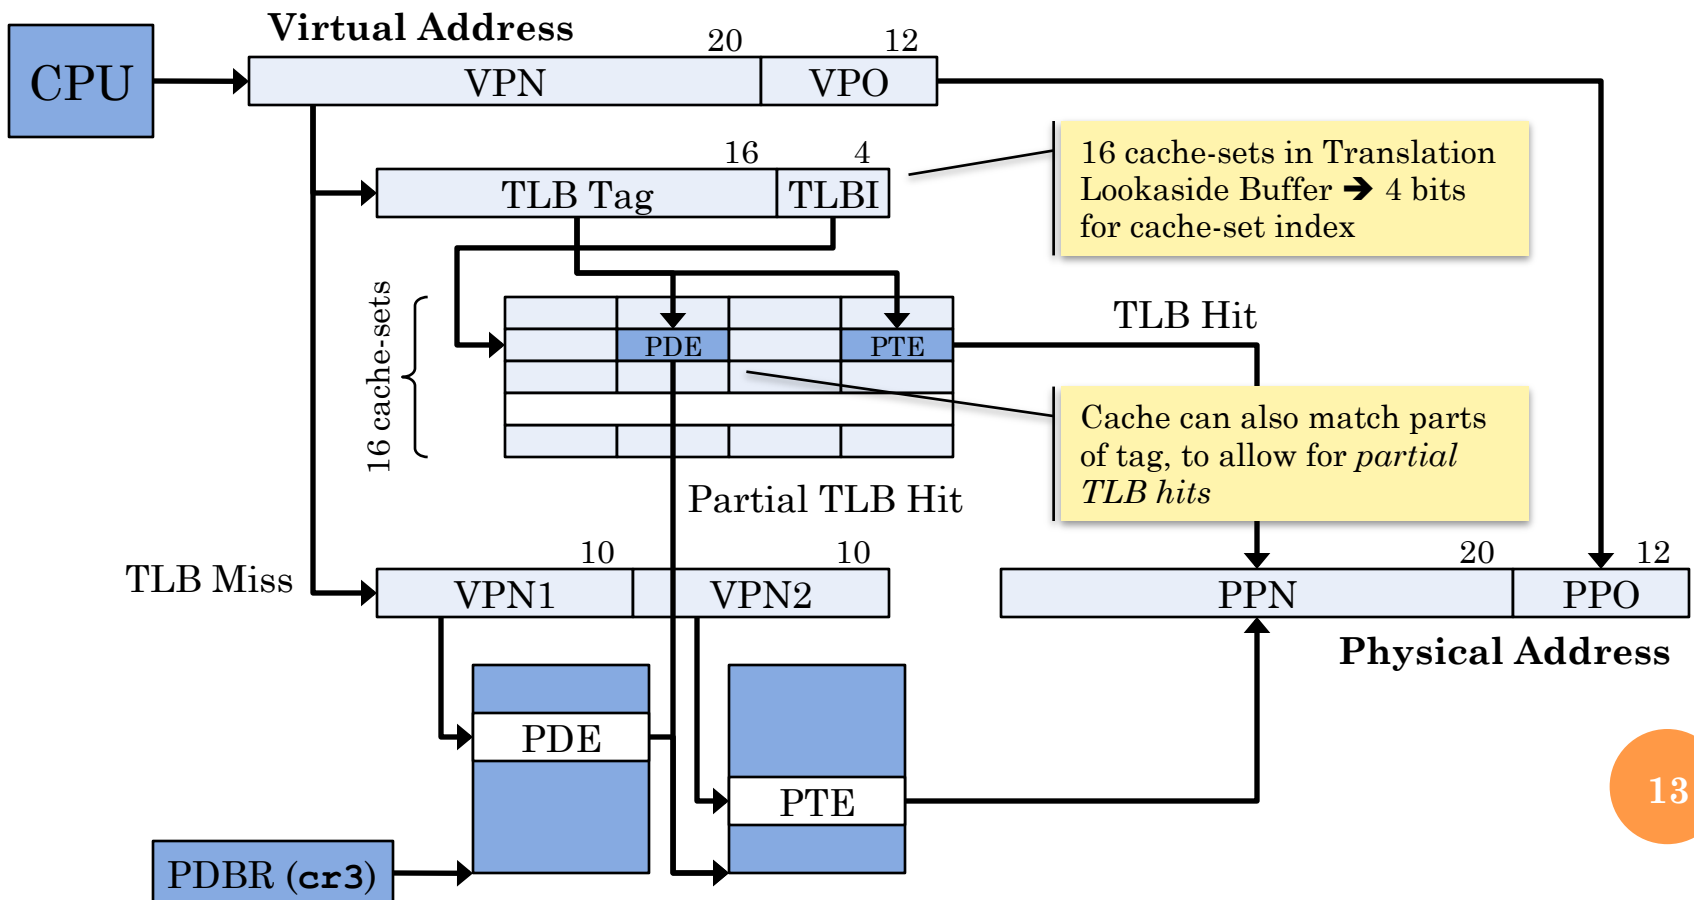 Virtual Address
20
12
CPU
VPN
VPO
16
4
TLB Tag
TLBI
16 cache-sets in Translation
Lookaside Buffer ➔ 4 bits
for cache-set index
16 cache-sets
TLB Hit
PDE
PTE
Cache can also match parts
of tag, to allow for partial
TLB hits
Partial TLB Hit
TLB Miss
10
10
VPN1
VPN2
20
12
PPN
PPO
Physical Address
PDE
PTE
13
PDBR (cr3)